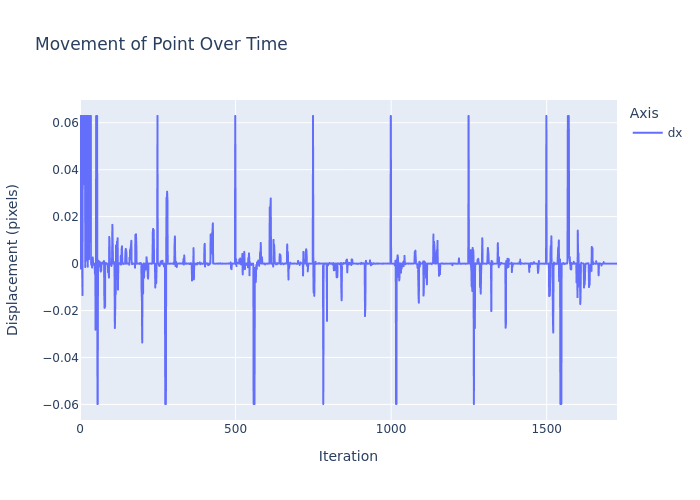 Movement of Point Over Time
Axis
dx
0.06
0.04
0.02
0
−0.02
−0.04
−0.06
Displacement (pixels)
0
500
1000
1500
Iteration